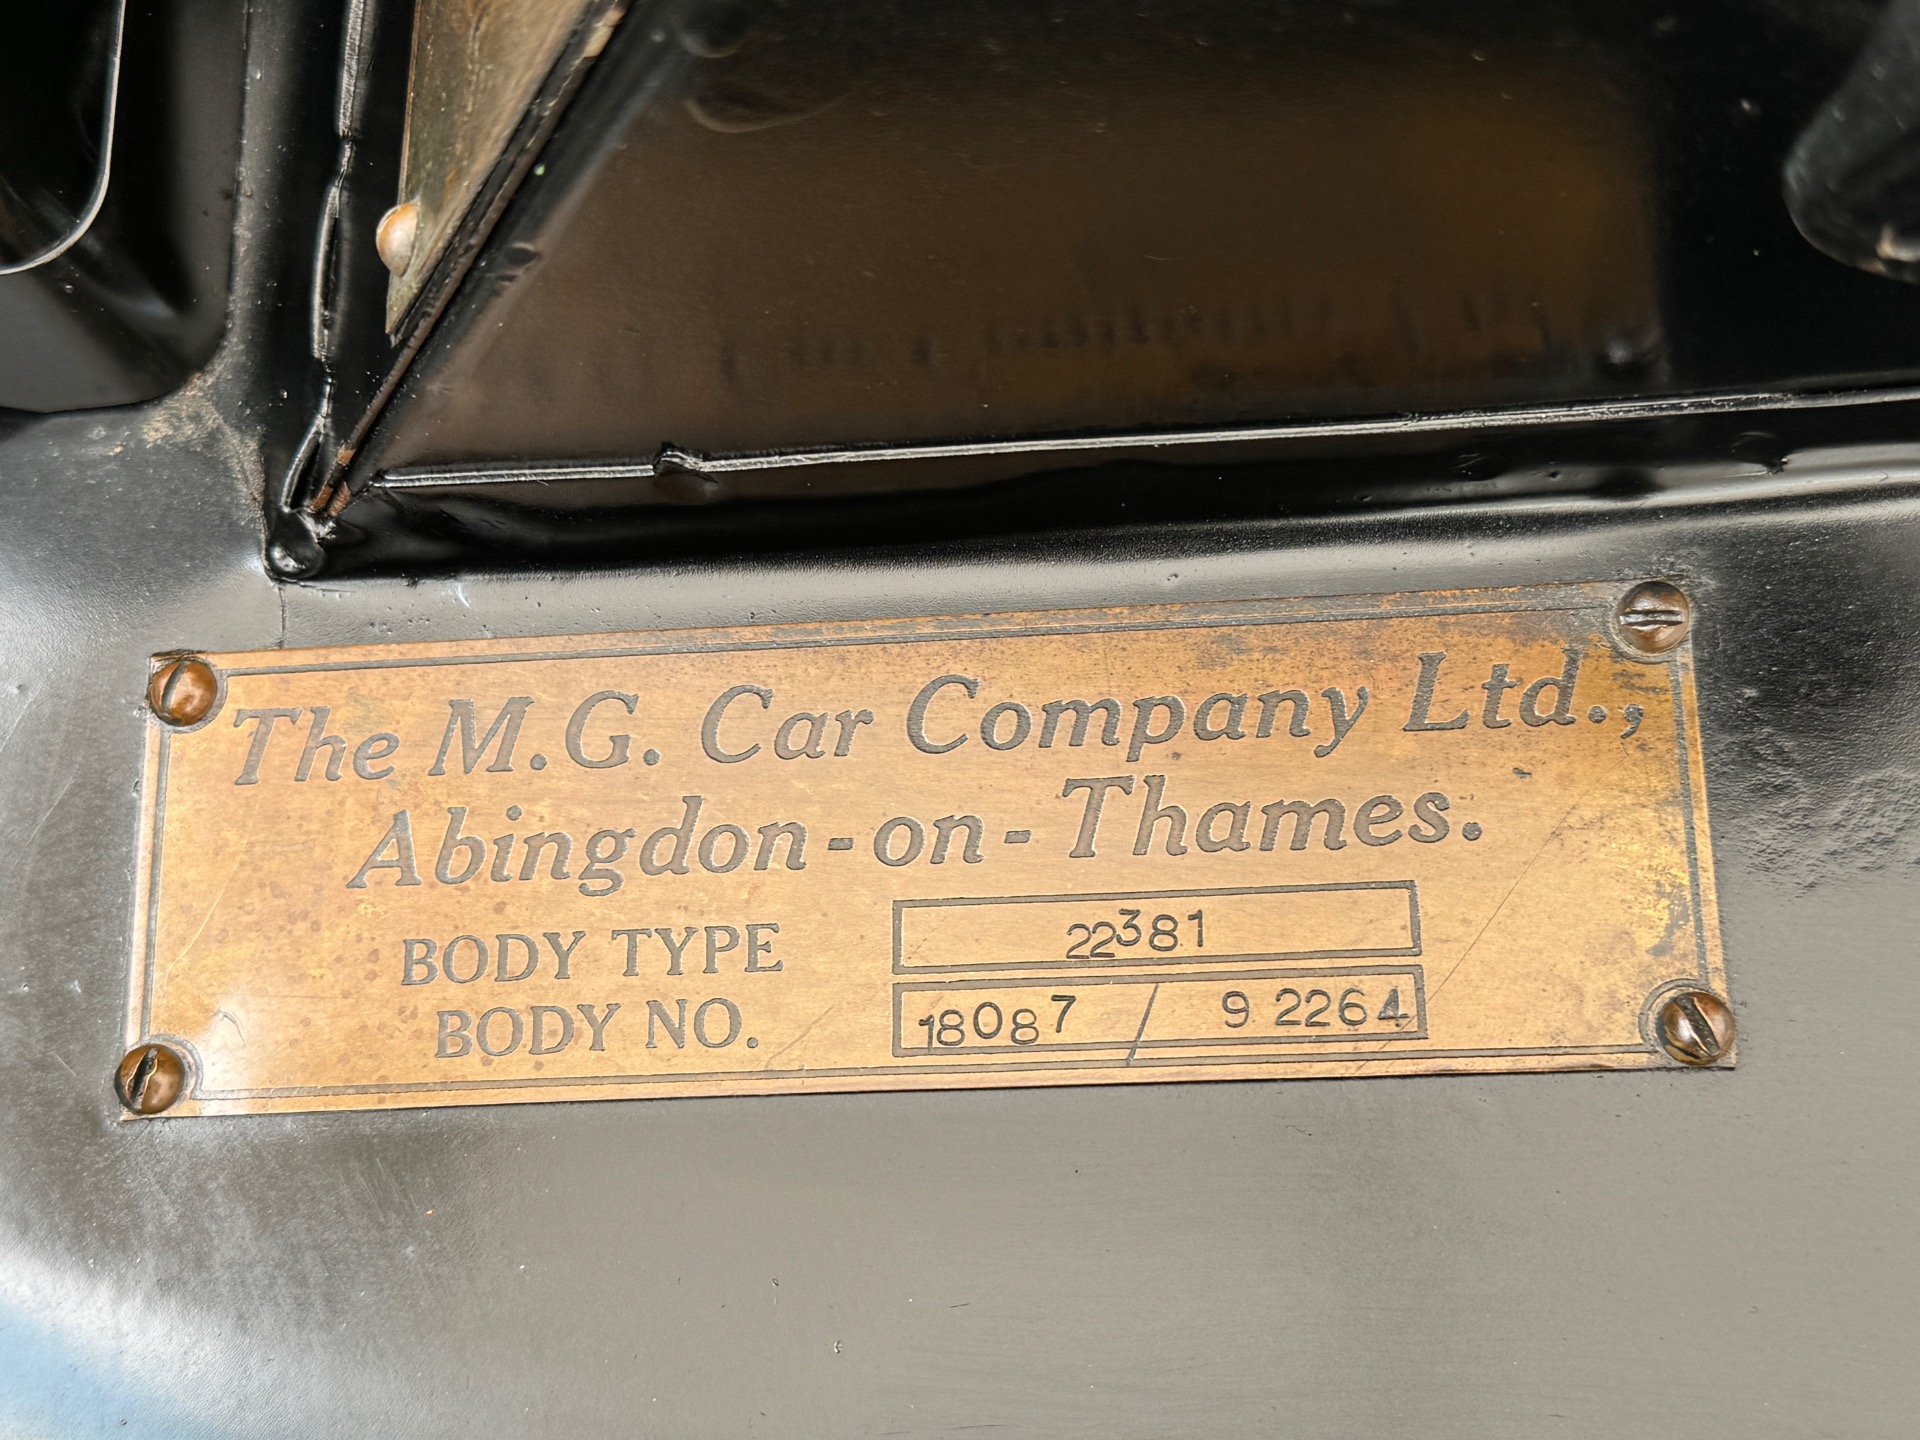 The M.G. Car Company Ltd.,
Abingdon-on-Thames.
BODY TYPE 22381
BODY NO. 18087 / 9 2264